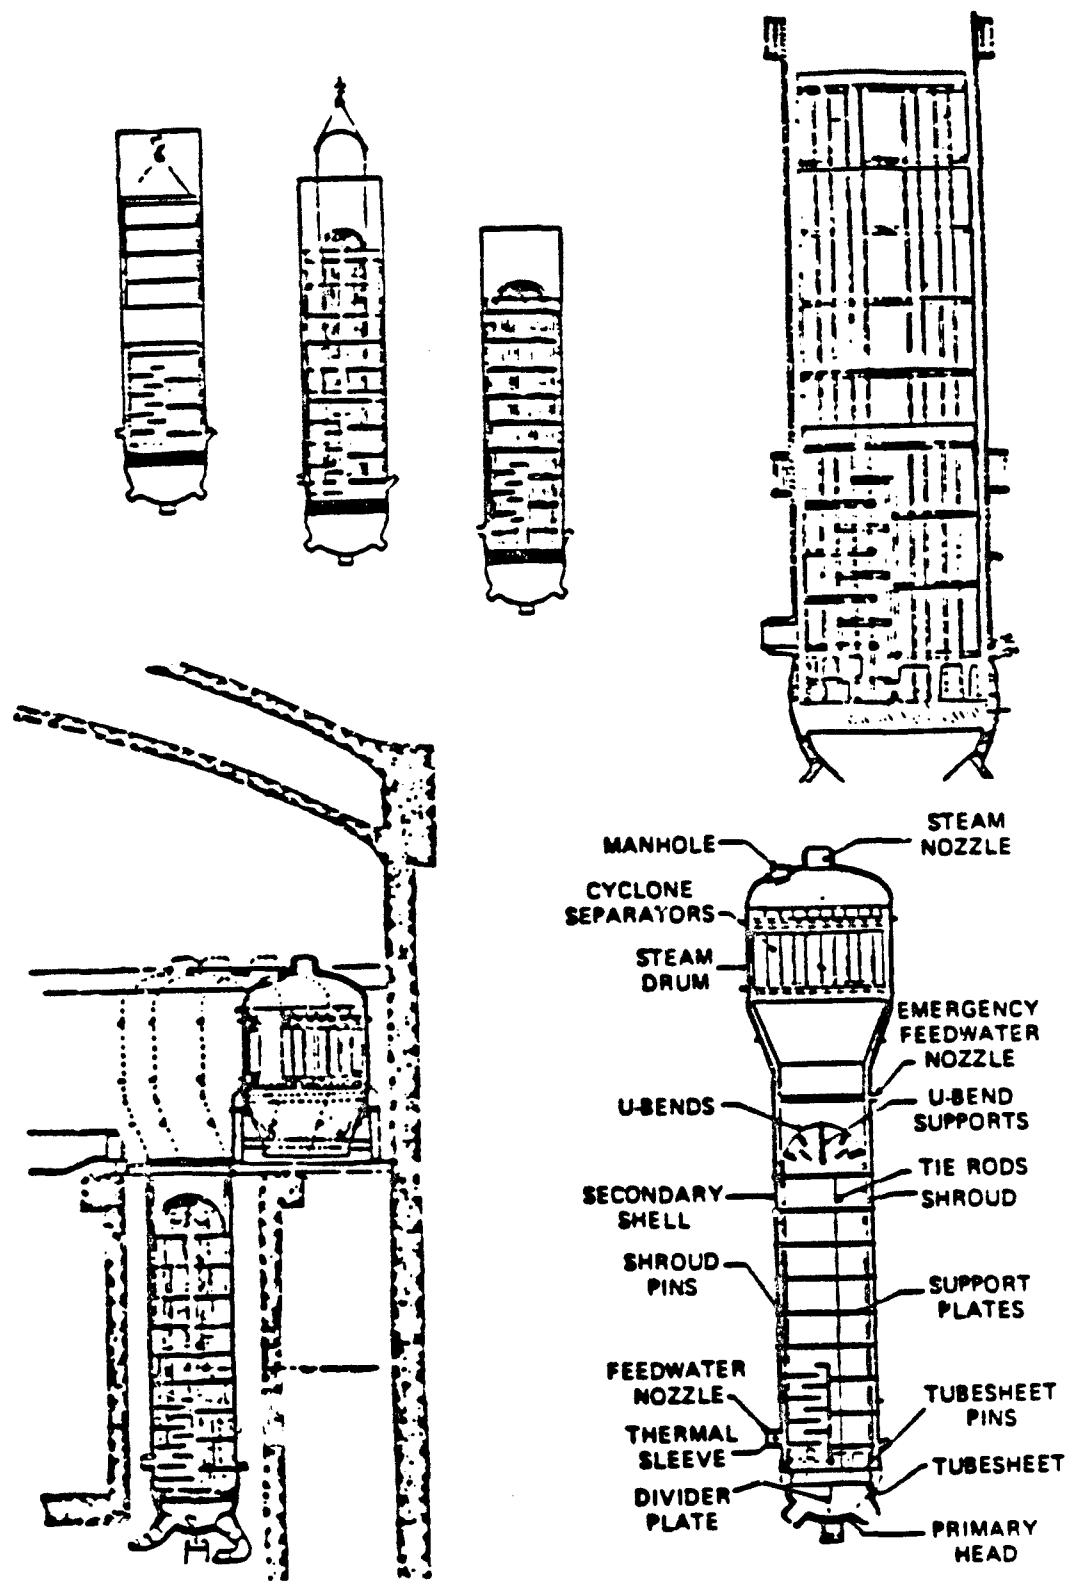 STEAM
NOZZLE
MANHOLE
CYCLONE
SEPARATORS
STEAM
DRUM
EMERGENCY
FEEDWATER
NOZZLE
U-BENDS
U-BEND
SUPPORTS
TIE RODS
SECONDARY
SHELL
SHROUD
SHROUD
PINS
SUPPORT
PLATES
FEEDWATER
NOZZLE
TUBESHEET
PINS
THERMAL
SLEEVE
TUBESHEET
DIVIDER
PLATE
PRIMARY
HEAD